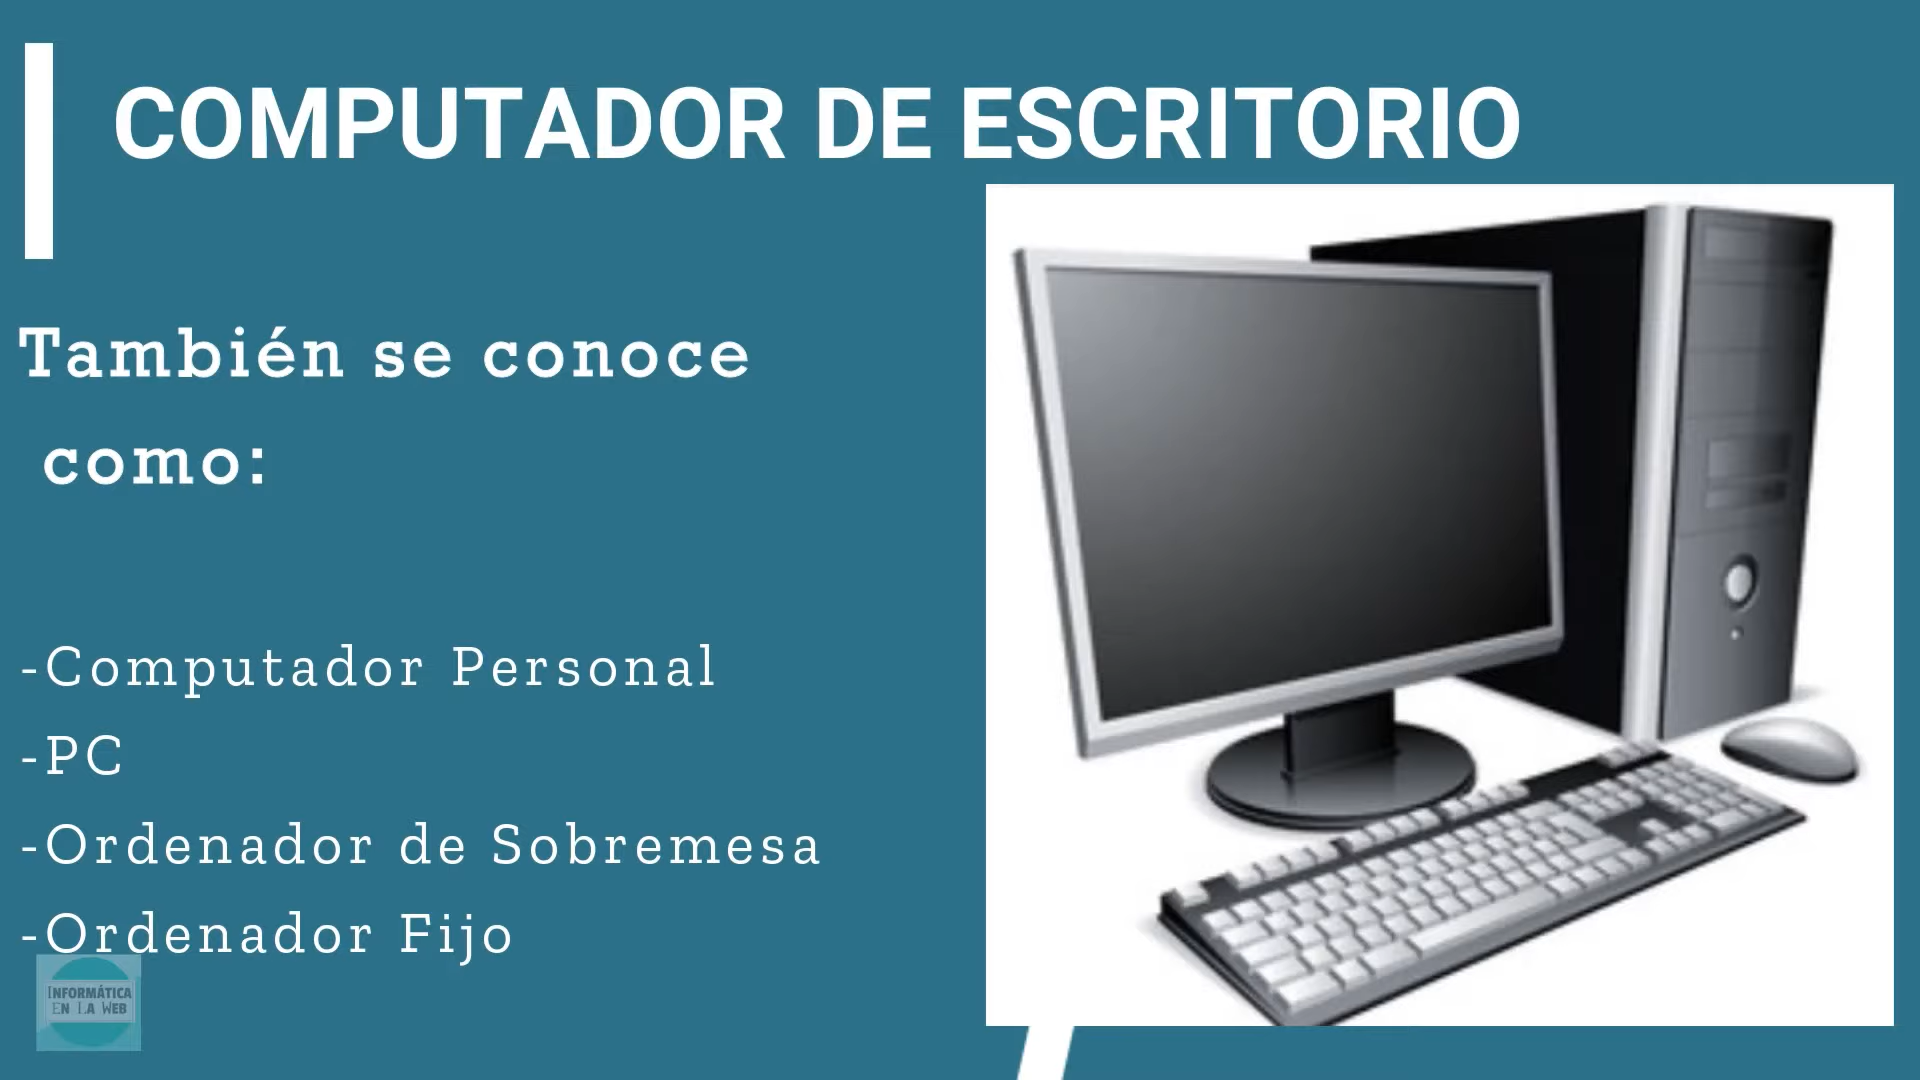 COMPUTADOR DE ESCRITORIO
También se conoce
como:
-Computador Personal
-PC
-Ordenador de Sobremesa
-Ordenador Fijo
INFORMÁTICA
EN LA WEB